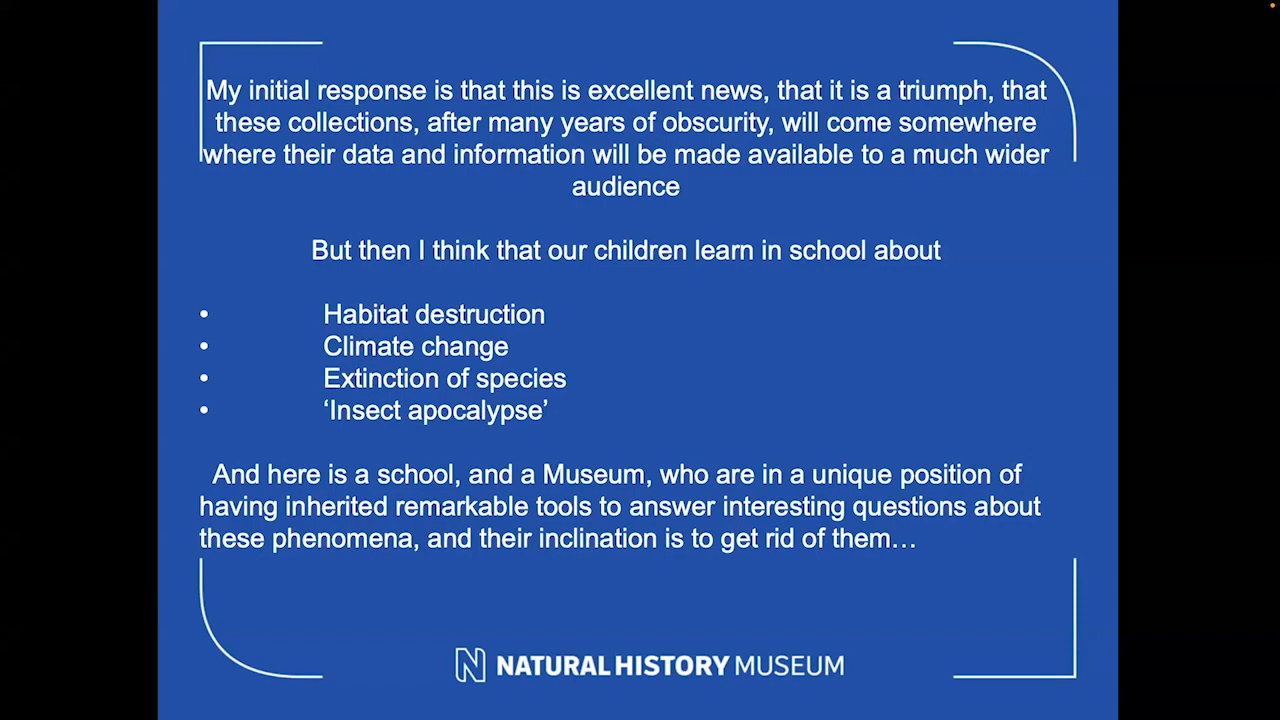 My initial response is that this is excellent news, that it is a triumph, that
these collections, after many years of obscurity, will come somewhere
where their data and information will be made available to a much wider
audience
But then I think that our children learn in school about
• Habitat destruction
• Climate change
• Extinction of species
• ‘Insect apocalypse’
And here is a school, and a Museum, who are in a unique position of
having inherited remarkable tools to answer interesting questions about
these phenomena, and their inclination is to get rid of them…
N NATURAL HISTORY MUSEUM